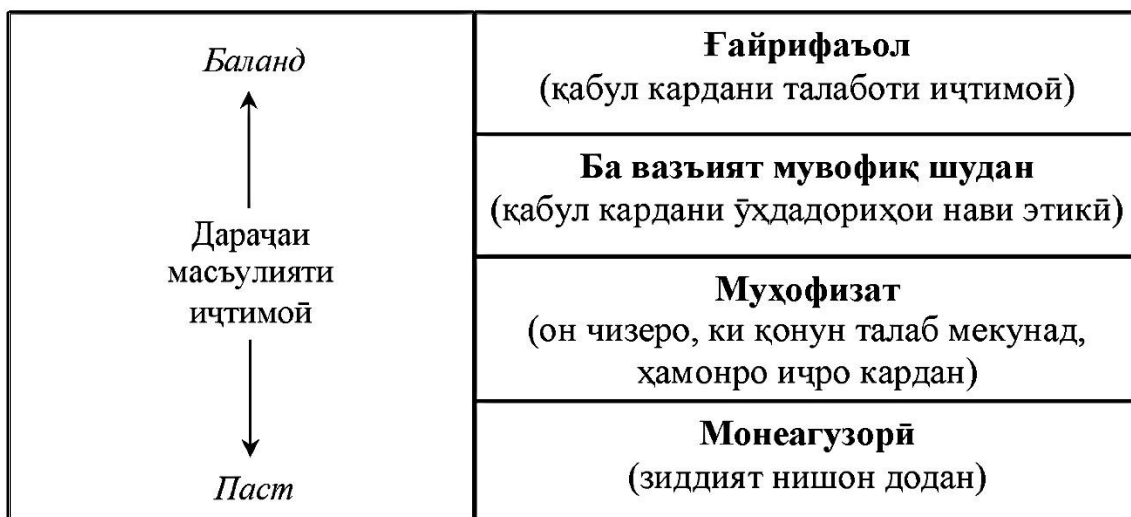 Баланд
Дараҷаи
масъулияти
иҷтимоӣ
Паст
Ғайрифаъол
(қабул кардани талаботи иҷтимоӣ)
Ба вазъият мувофиқ шудан
(қабул кардани ӯҳдадориҳои нави этикӣ)
Муҳофизат
(он чизеро, ки қонун талаб мекунад,
ҳамонро иҷро кардан)
Монеагузорӣ
(зиддият нишон додан)